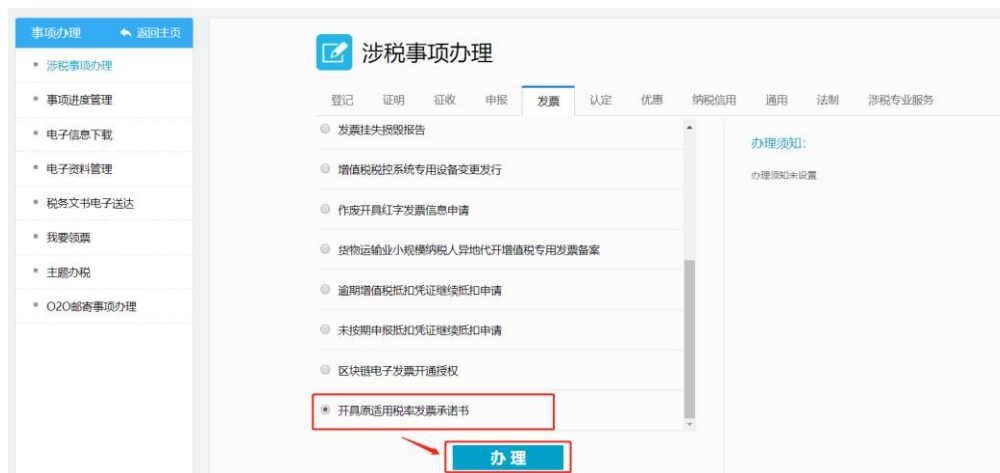 事项办理 返回主页
涉税事项办理
事项进度管理
电子信息下载
电子资料管理
税务文书电子送达
我要领票
主题办税
O2O邮寄事项办理
涉税事项办理
登记 证明 征收 申报 发票 认定 优惠 纳税信用 通用 法制 涉税专业服务
发票挂失损毁报告
增值税税控系统专用设备变更发行
作废开具红字发票信息申请
货物运输业小规模纳税人异地代开增值税专用发票备案
逾期增值税抵扣凭证继续抵扣申请
未按期申报抵扣凭证继续抵扣申请
区块链电子发票开通授权
开具原适用税率发票承诺书
办理
办理须知:
办理须知未设置